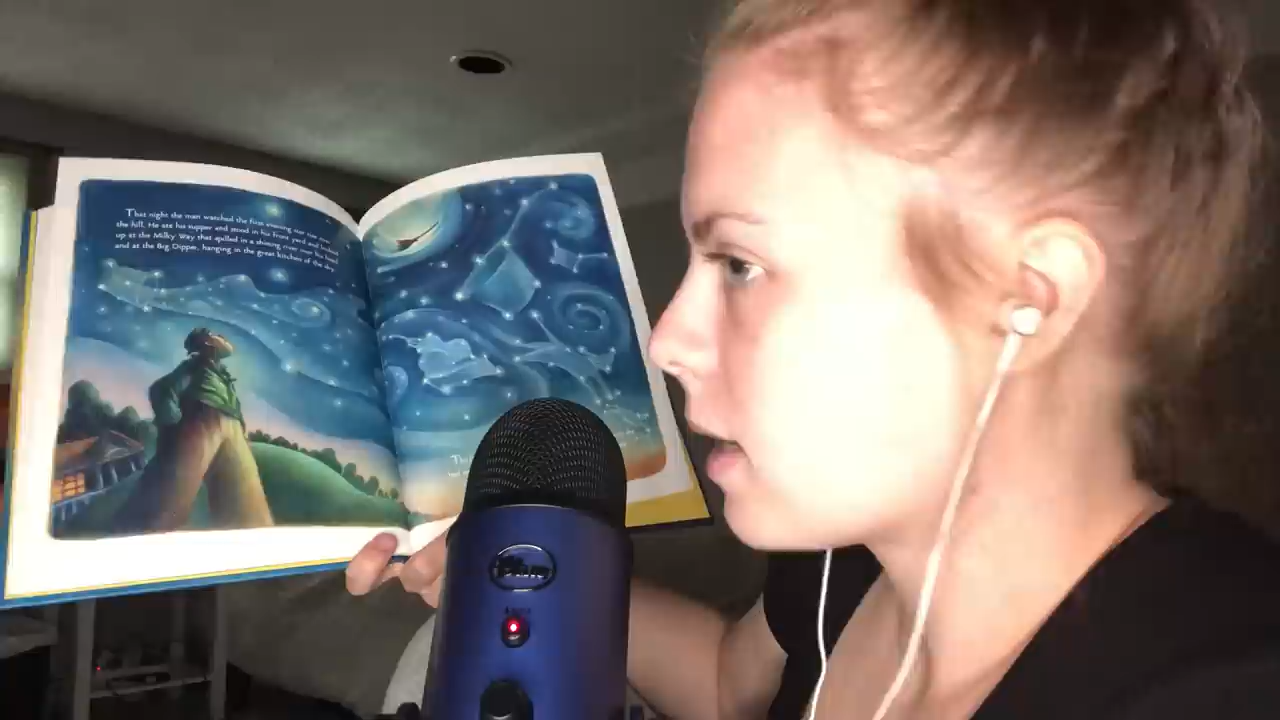 That night the man watched the first evening star rise over
the hill. He ate his supper and stood in his front yard and looked
up at the Milky Way that spilled in a shining river over his head
and at the Big Dipper, hanging in the great kitchen of the sky.
Blue